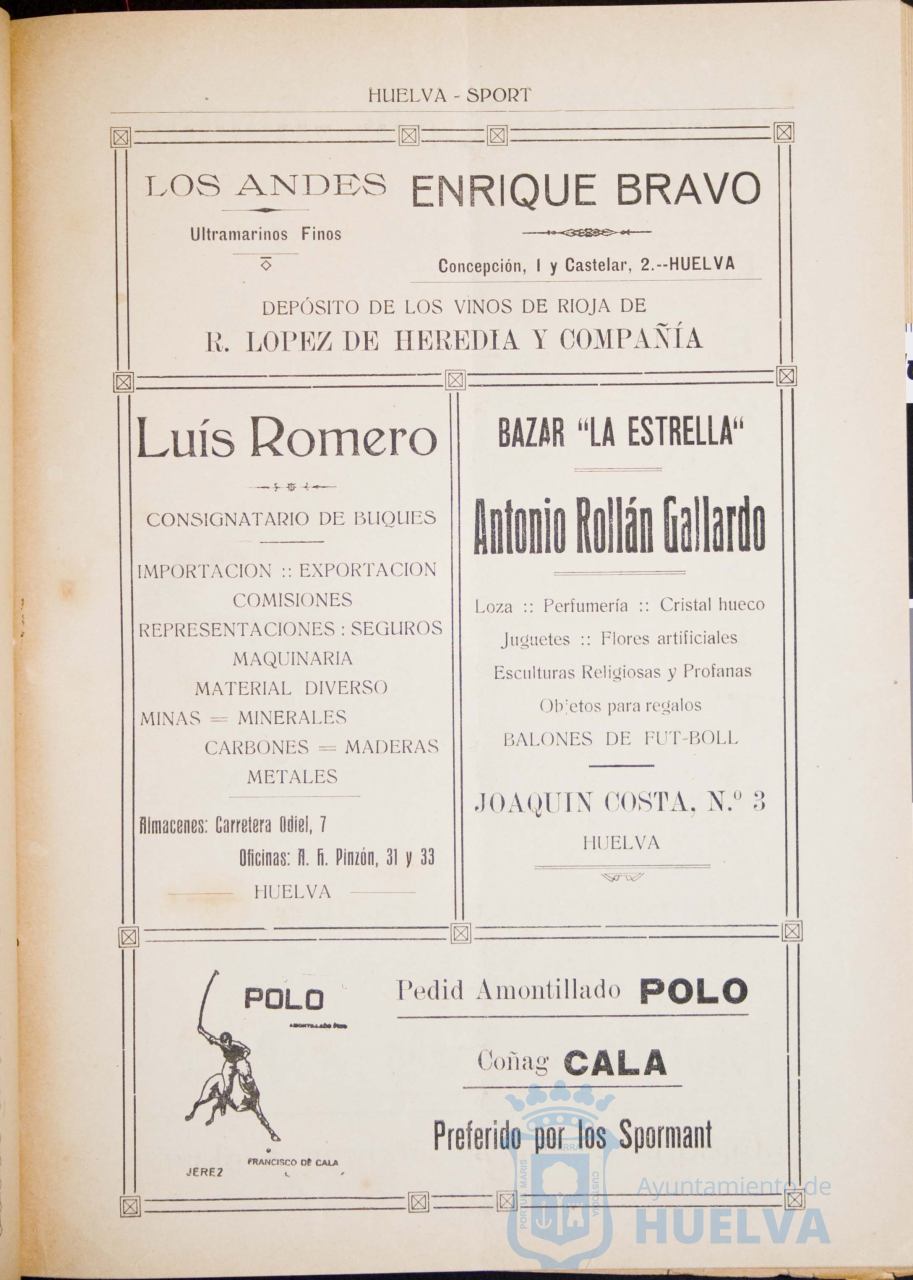 HUELVA - SPORT
LOS ANDES
Ultramarinos Finos
ENRIQUE BRAVO
Concepción, 1 y Castelar, 2.--HUELVA
DEPÓSITO DE LOS VINOS DE RIOJA DE
R. LOPEZ DE HEREDIA Y COMPAÑÍA
Luís Romero
CONSIGNATARIO DE BUQUES
IMPORTACION :: EXPORTACION
COMISIONES
REPRESENTACIONES : SEGUROS
MAQUINARIA
MATERIAL DIVERSO
MINAS = MINERALES
CARBONES = MADERAS
METALES
Almacenes: Carretera Odiel, 7
Oficinas: A. H. Pinzón, 31 y 33
HUELVA
BAZAR “LA ESTRELLA“
Antonio Rollán Gallardo
Loza :: Perfumería :: Cristal hueco
Juguetes :: Flores artificiales
Esculturas Religiosas y Profanas
Objetos para regalos
BALONES DE FUT-BOLL
JOAQUIN COSTA, N.º 3
HUELVA
POLO
AMONTILLADO FINO
JEREZ
FRANCISCO DE CALA
Pedid Amontillado POLO
Coñag CALA
Preferido por los Spormant
PORTUS MARIS
CUSTODIA
Ayuntamiento de
HUELVA